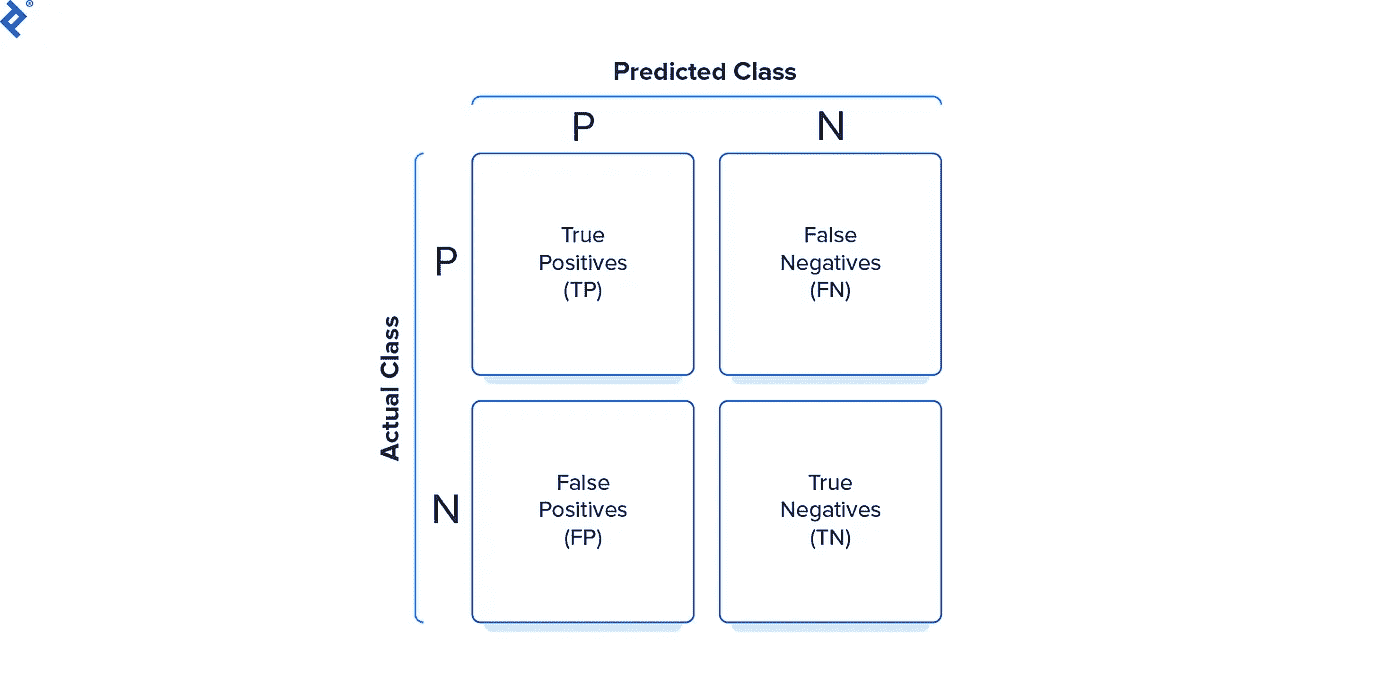 Predicted Class
P
N
Actual Class
P
True
Positives
(TP)
False
Negatives
(FN)
N
False
Positives
(FP)
True
Negatives
(TN)